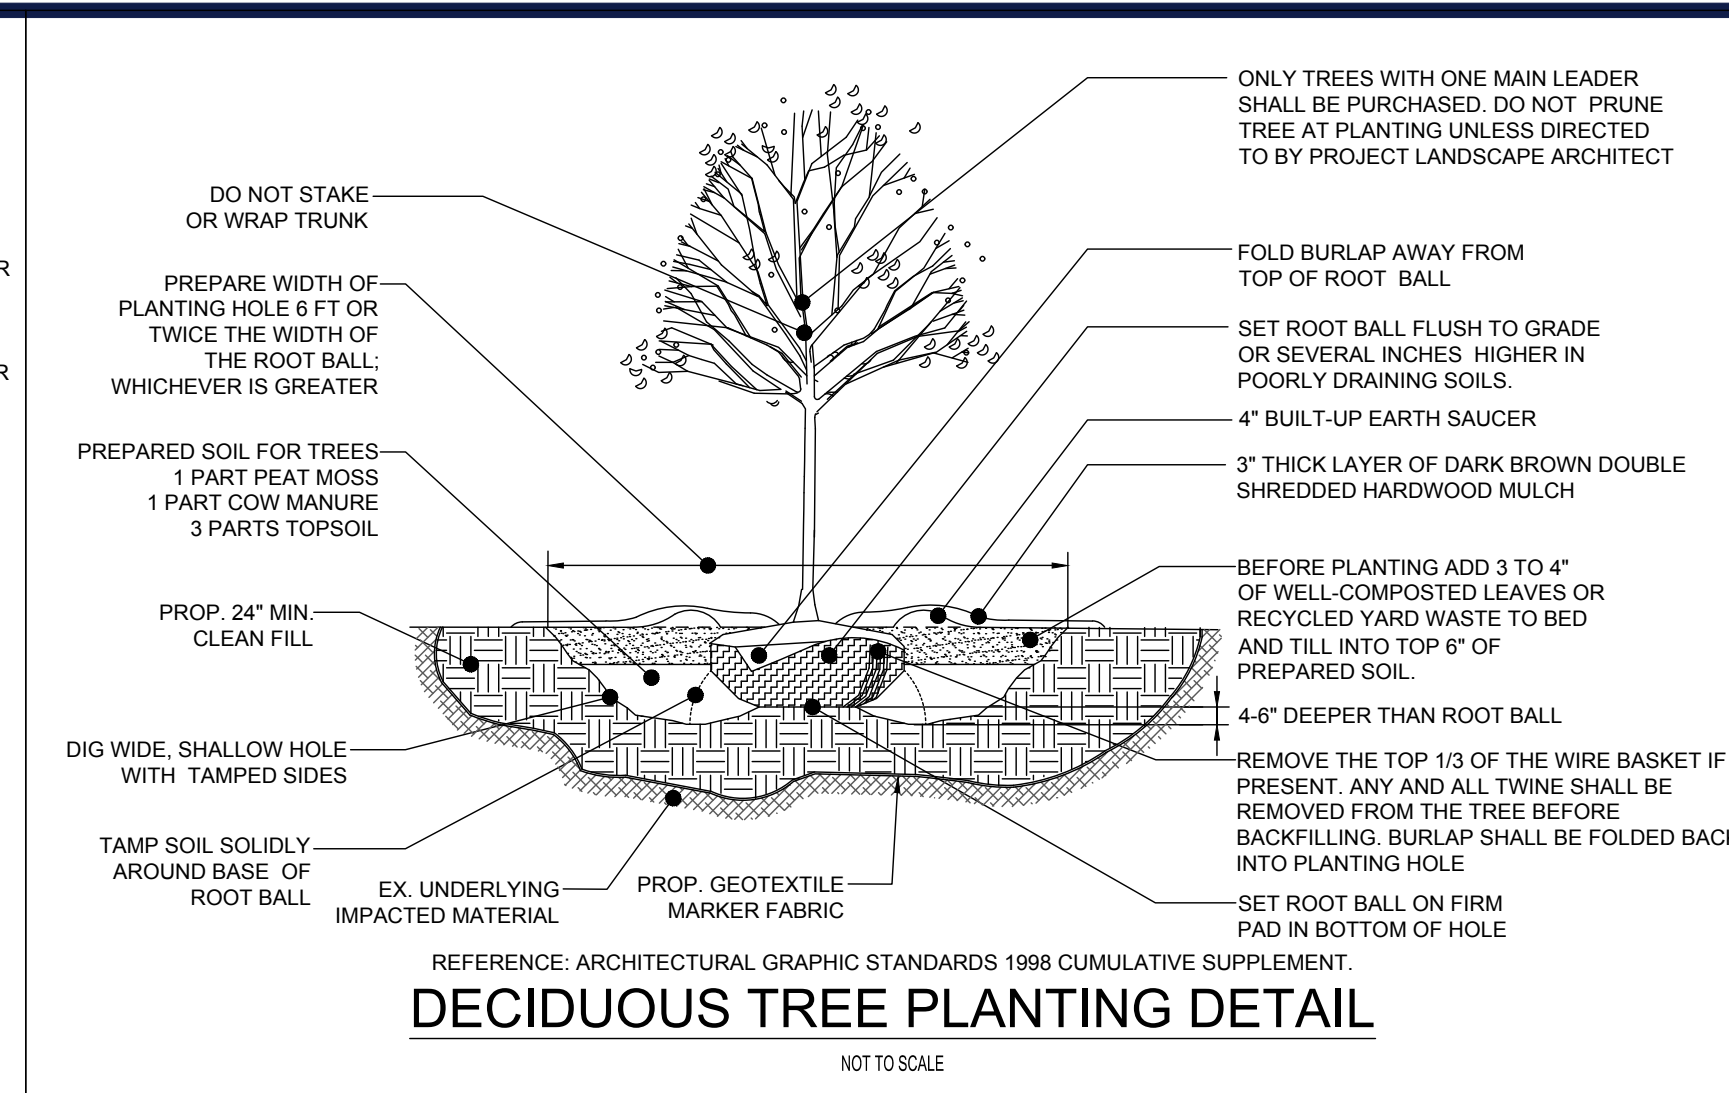 R
R
DO NOT STAKE
OR WRAP TRUNK
PREPARE WIDTH OF
PLANTING HOLE 6 FT OR
TWICE THE WIDTH OF
THE ROOT BALL;
WHICHEVER IS GREATER
PREPARED SOIL FOR TREES
1 PART PEAT MOSS
1 PART COW MANURE
3 PARTS TOPSOIL
PROP. 24" MIN.
CLEAN FILL
DIG WIDE, SHALLOW HOLE
WITH TAMPED SIDES
TAMP SOIL SOLIDLY
AROUND BASE OF
ROOT BALL
EX. UNDERLYING
IMPACTED MATERIAL
PROP. GEOTEXTILE
MARKER FABRIC
ONLY TREES WITH ONE MAIN LEADER
SHALL BE PURCHASED. DO NOT PRUNE
TREE AT PLANTING UNLESS DIRECTED
TO BY PROJECT LANDSCAPE ARCHITECT
FOLD BURLAP AWAY FROM
TOP OF ROOT BALL
SET ROOT BALL FLUSH TO GRADE
OR SEVERAL INCHES HIGHER IN
POORLY DRAINING SOILS.
4" BUILT-UP EARTH SAUCER
3" THICK LAYER OF DARK BROWN DOUBLE
SHREDDED HARDWOOD MULCH
BEFORE PLANTING ADD 3 TO 4"
OF WELL-COMPOSTED LEAVES OR
RECYCLED YARD WASTE TO BED
AND TILL INTO TOP 6" OF
PREPARED SOIL.
4-6" DEEPER THAN ROOT BALL
REMOVE THE TOP 1/3 OF THE WIRE BASKET IF
PRESENT. ANY AND ALL TWINE SHALL BE
REMOVED FROM THE TREE BEFORE
BACKFILLING. BURLAP SHALL BE FOLDED BACK
INTO PLANTING HOLE
SET ROOT BALL ON FIRM
PAD IN BOTTOM OF HOLE
REFERENCE: ARCHITECTURAL GRAPHIC STANDARDS 1998 CUMULATIVE SUPPLEMENT.
DECIDUOUS TREE PLANTING DETAIL
NOT TO SCALE